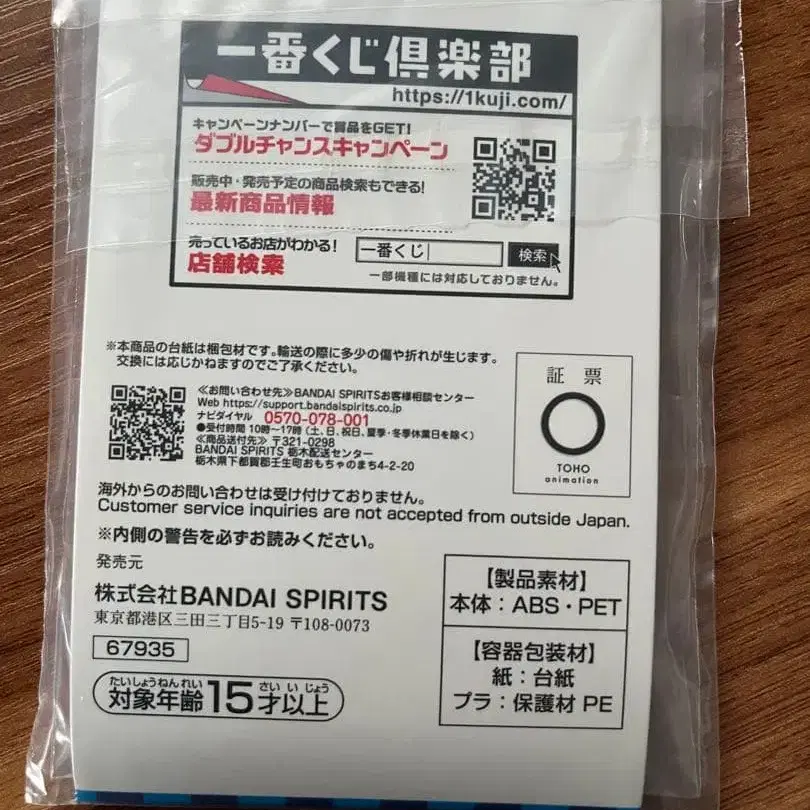 一番くじ倶楽部
https://1kuji.com/
キャンペーンナンバーで賞品をGET!
ダブルチャンスキャンペーン
販売中・発売予定の商品検索もできる!
最新商品情報
売っているお店がわかる!
店舗検索
一番くじ
検索
一部機種には対応しておりません。
※本商品の台紙は梱包材です。輸送の際に多少の傷や折れが生じます。
交換には応じかねますのでご了承ください。
≪お問い合わせ先≫BANDAI SPIRITSお客様相談センター
Web https://support.bandaispirits.co.jp
ナビダイヤル 0570-078-001
●受付時間 10時~17時 (土、日、祝日、夏季・冬季休業日を除く)
≪商品送付先≫ 〒321-0298
BANDAI SPIRITS 栃木配送センター
栃木県下都賀郡壬生町おもちゃのまち4-2-20
証 票
TOHO
animation
海外からのお問い合わせは受け付けておりません。
Customer service inquiries are not accepted from outside Japan.
※内側の警告を必ずお読みください。
発売元
株式会社BANDAI SPIRITS
東京都港区三田三丁目5-19 〒108-0073
67935
たいしょうねんれい さい いじょう
対象年齢15才以上
【製品素材】
本体:ABS・PET
【容器包装材】
紙:台紙
プラ:保護材 PE